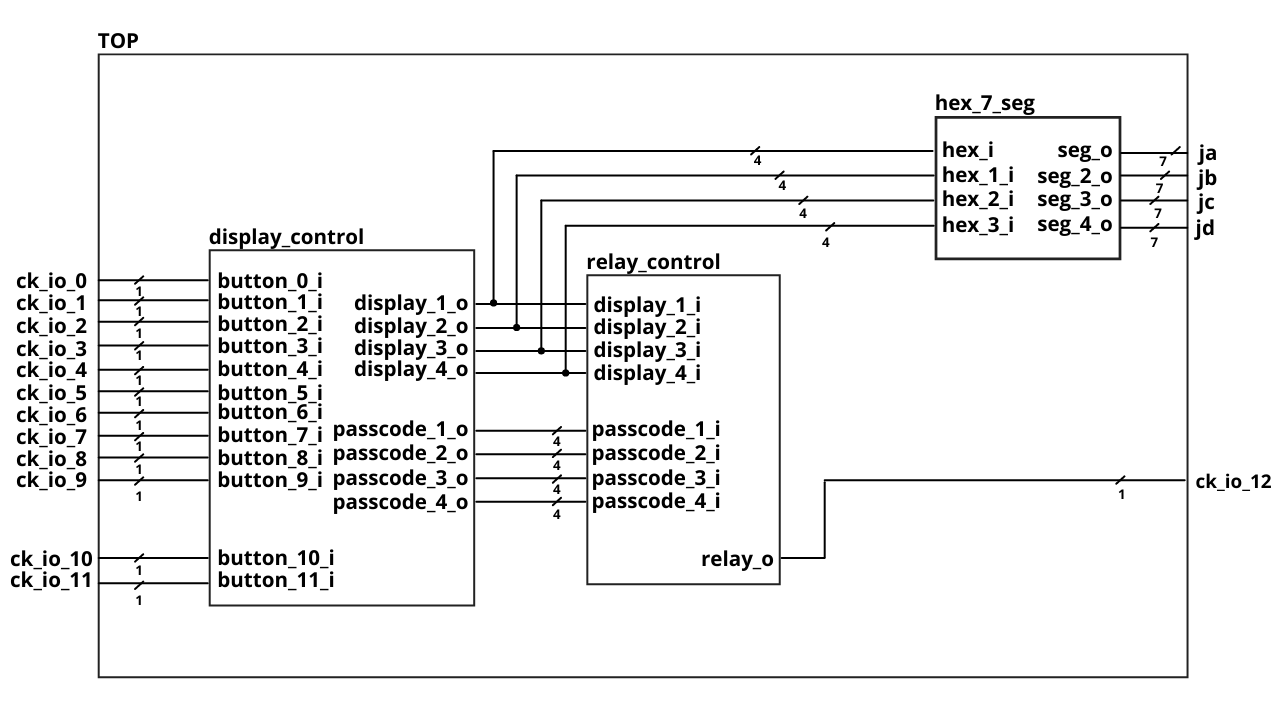 TOP
hex_7_seg
hex_i
hex_1_i
hex_2_i
hex_3_i
seg_o
seg_2_o
seg_3_o
seg_4_o
ja
jb
jc
jd
4
4
4
4
7
7
7
7
display_control
ck_io_0
ck_io_1
ck_io_2
ck_io_3
ck_io_4
ck_io_5
ck_io_6
ck_io_7
ck_io_8
ck_io_9
ck_io_10
ck_io_11
1
1
1
1
1
1
1
1
1
1
1
1
button_0_i
button_1_i
button_2_i
button_3_i
button_4_i
button_5_i
button_6_i
button_7_i
button_8_i
button_9_i
button_10_i
button_11_i
display_1_o
display_2_o
display_3_o
display_4_o
passcode_1_o
passcode_2_o
passcode_3_o
passcode_4_o
4
4
4
4
relay_control
display_1_i
display_2_i
display_3_i
display_4_i
passcode_1_i
passcode_2_i
passcode_3_i
passcode_4_i
relay_o
1
ck_io_12